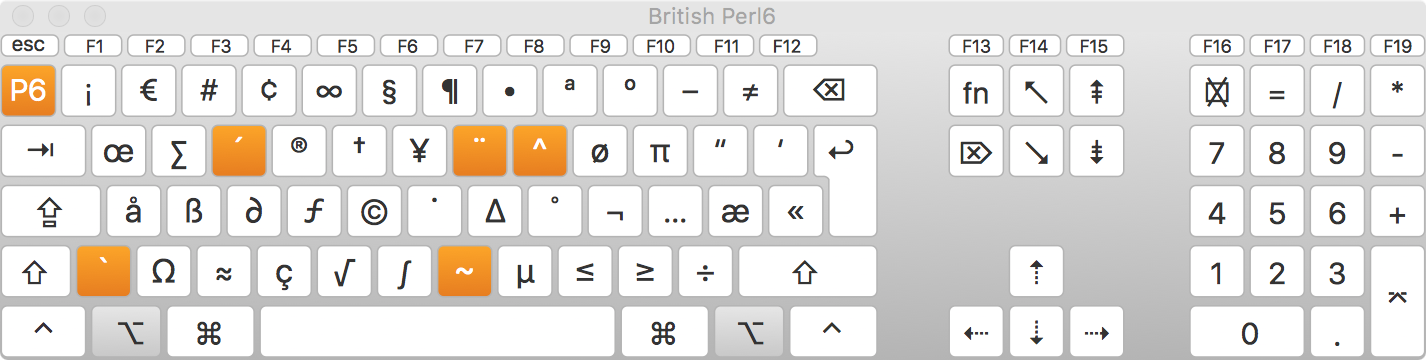 British Perl6
esc F1 F2 F3 F4 F5 F6 F7 F8 F9 F10 F11 F12 F13 F14 F15 F16 F17 F18 F19
P6 ¡ € # ¢ ∞ § ¶ • ª º – ≠ ⌫ fn ↖ ⇞ ⌧ = / *
⇥ œ ∑ ´ ® † ¥ ¨ ^ ø π “ ‘ ↩ ⌦ ↘ ⇟ 7 8 9 -
⇪ å ß ∂ ƒ © ˙ ∆ ˚ ¬ … æ « 4 5 6 +
⇧ ` Ω ≈ ç √ ∫ ~ µ ≤ ≥ ÷ ⇧ ⇡ 1 2 3 ⌤
⌃ ⌥ ⌘ ⌘ ⌥ ⌃ ⇠ ⇣ ⇢ 0 .